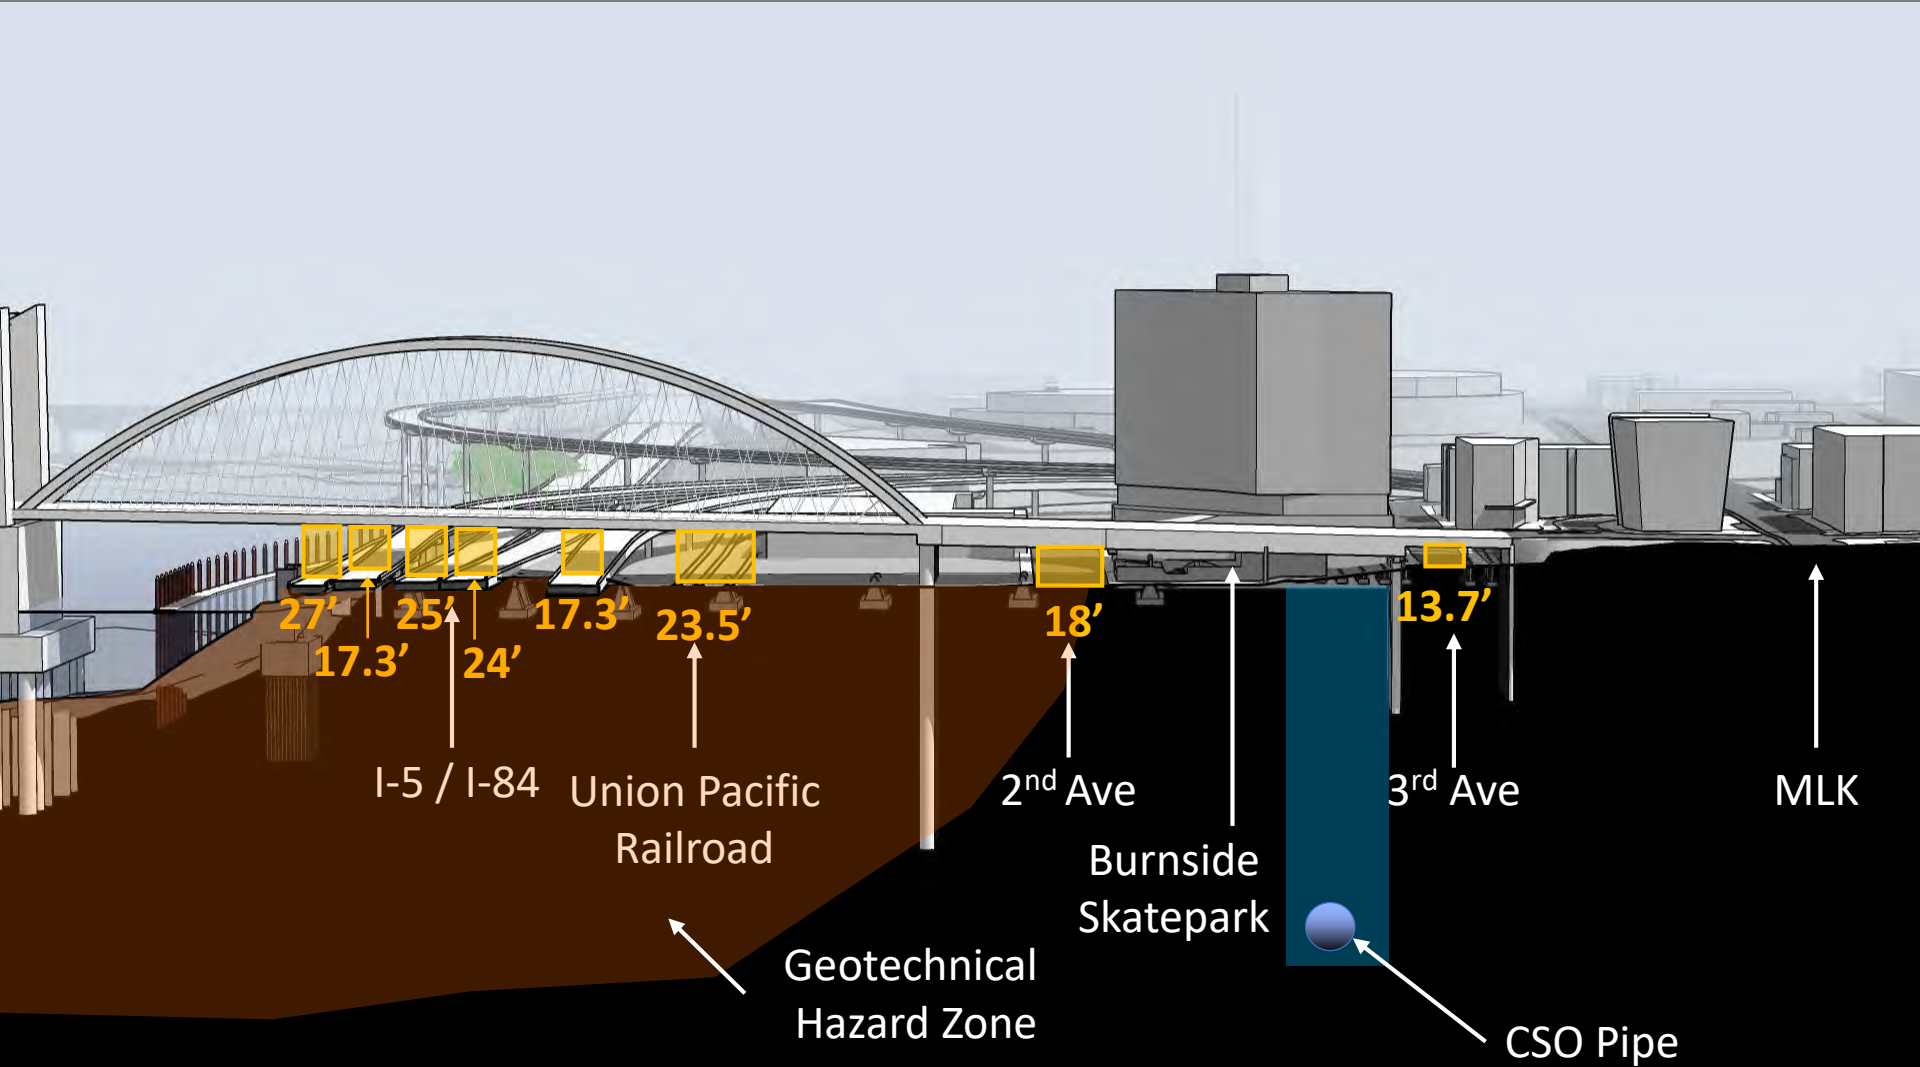 27’
25’
17.3’
23.5’
18’
13.7’
17.3’
24’
I-5 / I-84
Union Pacific
Railroad
2nd Ave
3rd Ave
MLK
Burnside
Skatepark
Geotechnical
Hazard Zone
CSO Pipe